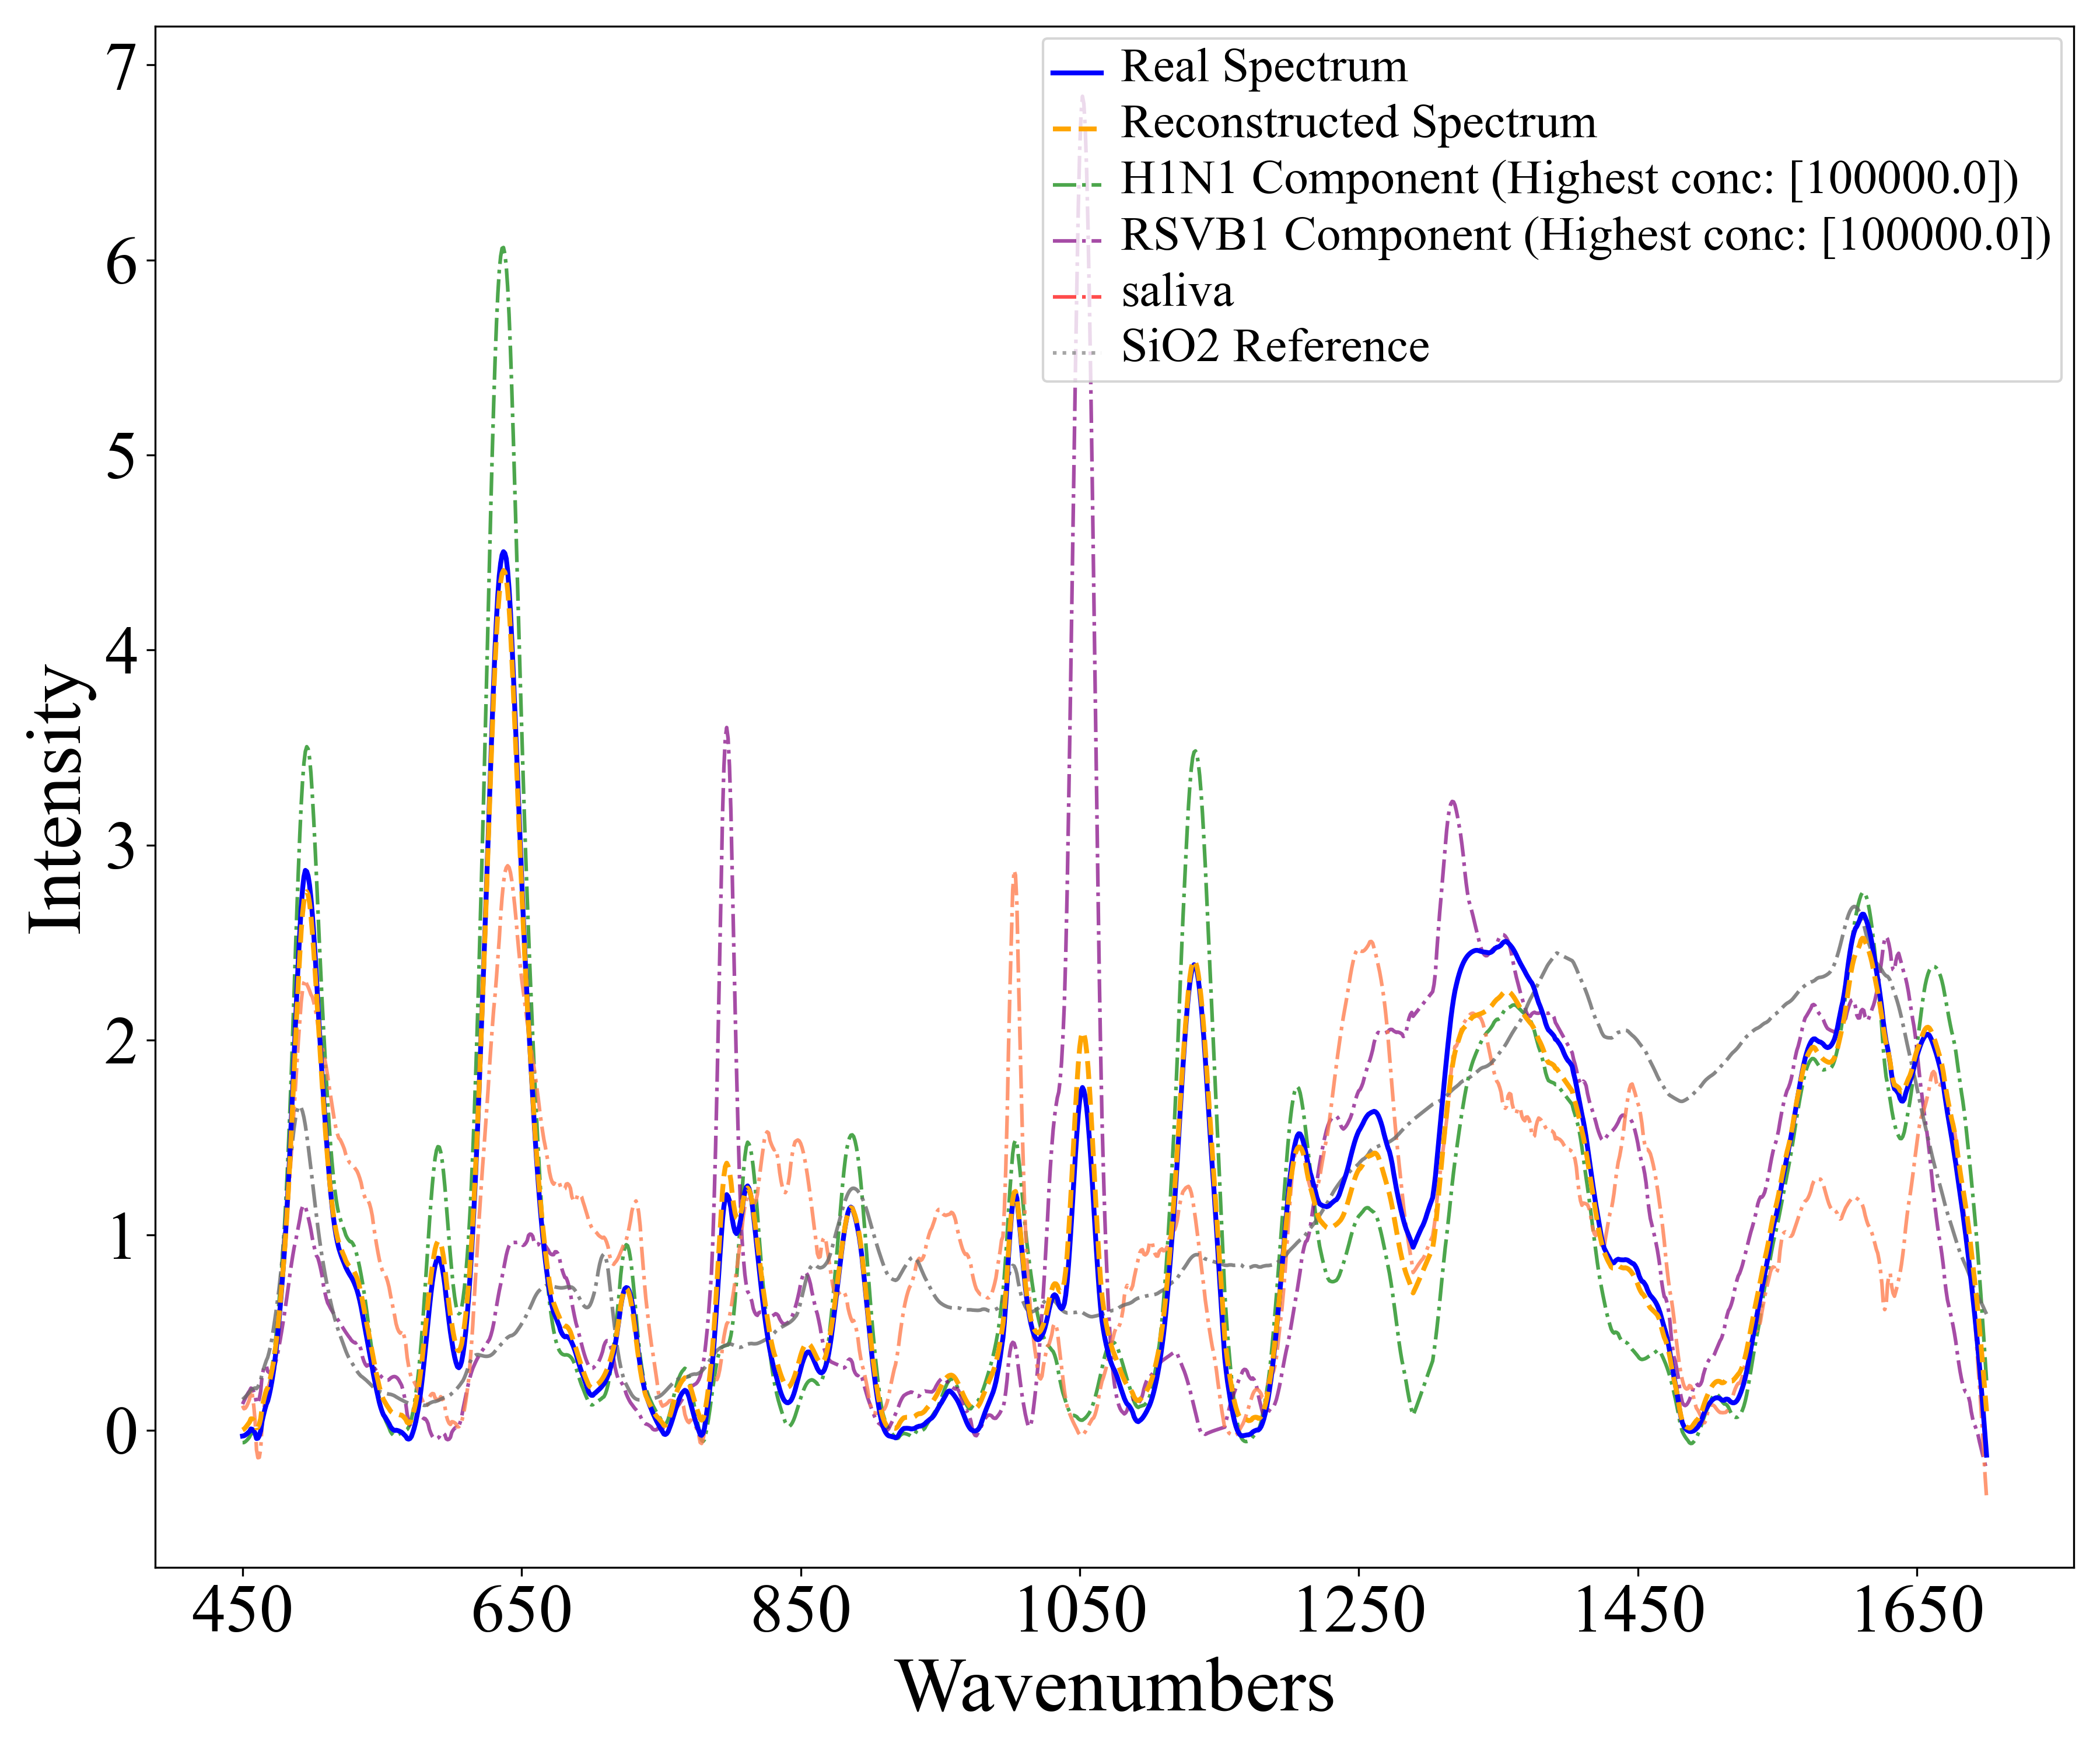 7
6
5
4
3
2
1
0
Intensity
Real Spectrum
Reconstructed Spectrum
H1N1 Component (Highest conc: [100000.0])
RSVB1 Component (Highest conc: [100000.0])
saliva
SiO2 Reference
450 650 850 1050 1250 1450 1650
Wavenumbers